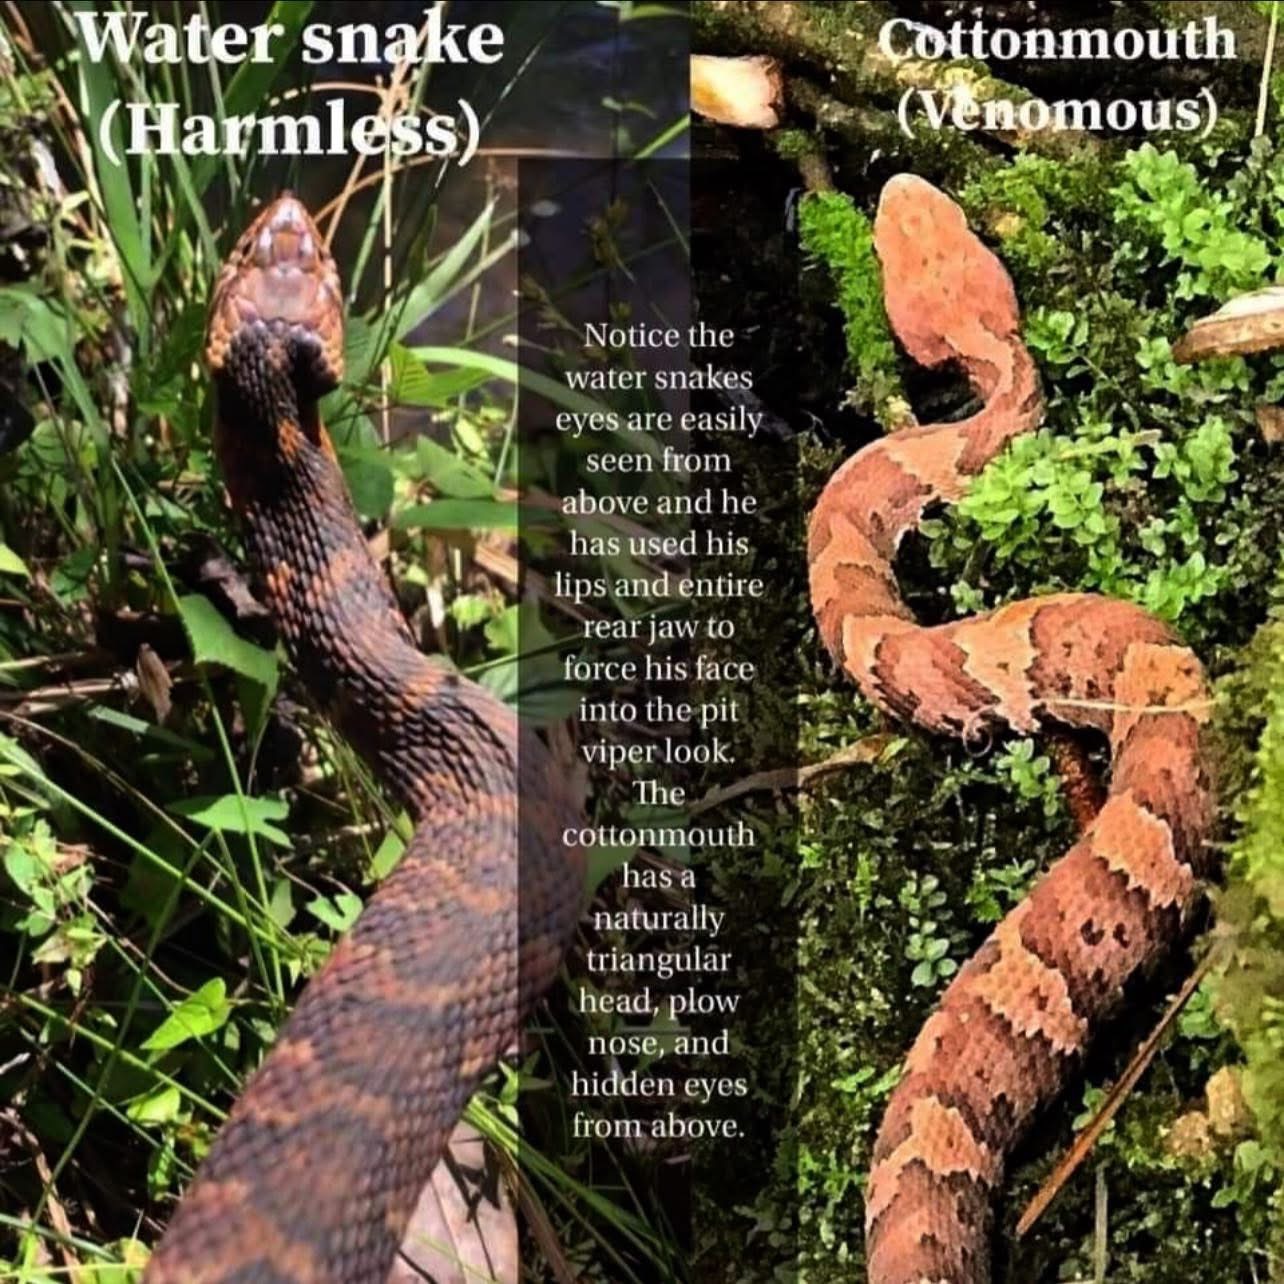 Water snake
(Harmless)
Cottonmouth
(Venomous)
Notice the
water snakes
eyes are easily
seen from
above and he
has used his
lips and entire
rear jaw to
force his face
into the pit
viper look.
The
cottonmouth
has a
naturally
triangular
head, plow
nose, and
hidden eyes
from above.